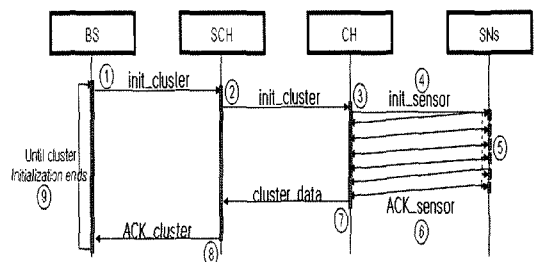 BS SCH CH SNs
① init_cluster ② init_cluster ③ ④
init_sensor
⑤
Until cluster
Initialization ends
⑨
cluster_data
⑦ ACK_sensor
⑥
ACK_cluster
⑧